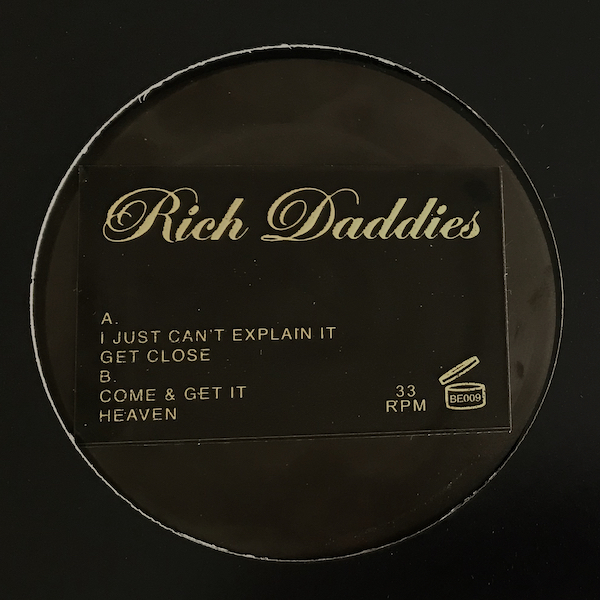 Rich Daddies
A.
I JUST CAN'T EXPLAIN IT
GET CLOSE
B.
COME & GET IT
HEAVEN
33
RPM
BE009